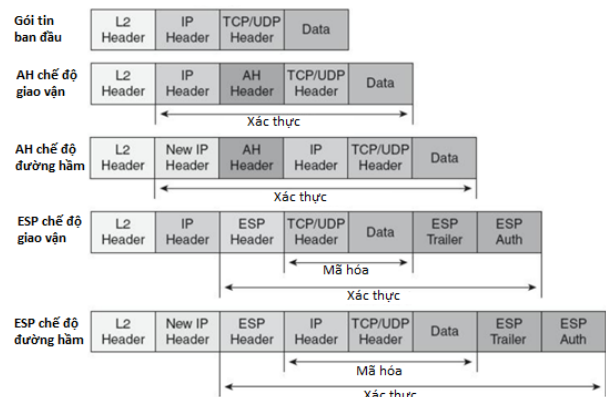 Gói tin
ban đầu
L2
Header
IP
Header
TCP/UDP
Header
Data
AH chế độ
giao vận
L2
Header
IP
Header
AH
Header
TCP/UDP
Header
Data
Xác thực
AH chế độ
đường hầm
L2
Header
New IP
Header
AH
Header
IP
Header
TCP/UDP
Header
Data
Xác thực
ESP chế độ
giao vận
L2
Header
IP
Header
ESP
Header
TCP/UDP
Header
Data
ESP
Trailer
ESP
Auth
Mã hóa
Xác thực
ESP chế độ
đường hầm
L2
Header
New IP
Header
ESP
Header
IP
Header
TCP/UDP
Header
Data
ESP
Trailer
ESP
Auth
Mã hóa
Xác thực